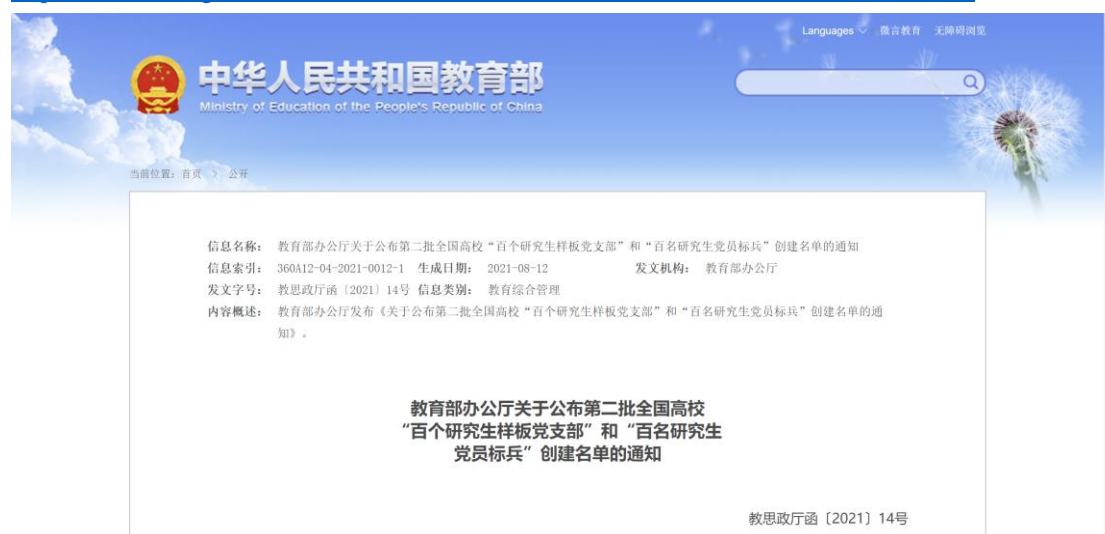 Languages 微言教育 无障碍浏览
中华人民共和国教育部
Ministry of Education of the People's Republic of China
当前位置：首页 > 公开
信息名称： 教育部办公厅关于公布第二批全国高校“百个研究生样板党支部”和“百名研究生党员标兵”创建名单的通知
信息索引： 360A12-04-2021-0012-1 生成日期： 2021-08-12 发文机构： 教育部办公厅
发文字号： 教思政厅函〔2021〕14号 信息类别： 教育综合管理
内容概述： 教育部办公厅发布《关于公布第二批全国高校“百个研究生样板党支部”和“百名研究生党员标兵”创建名单的通
知》。
教育部办公厅关于公布第二批全国高校
“百个研究生样板党支部”和“百名研究生
党员标兵”创建名单的通知
教思政厅函〔2021〕14号